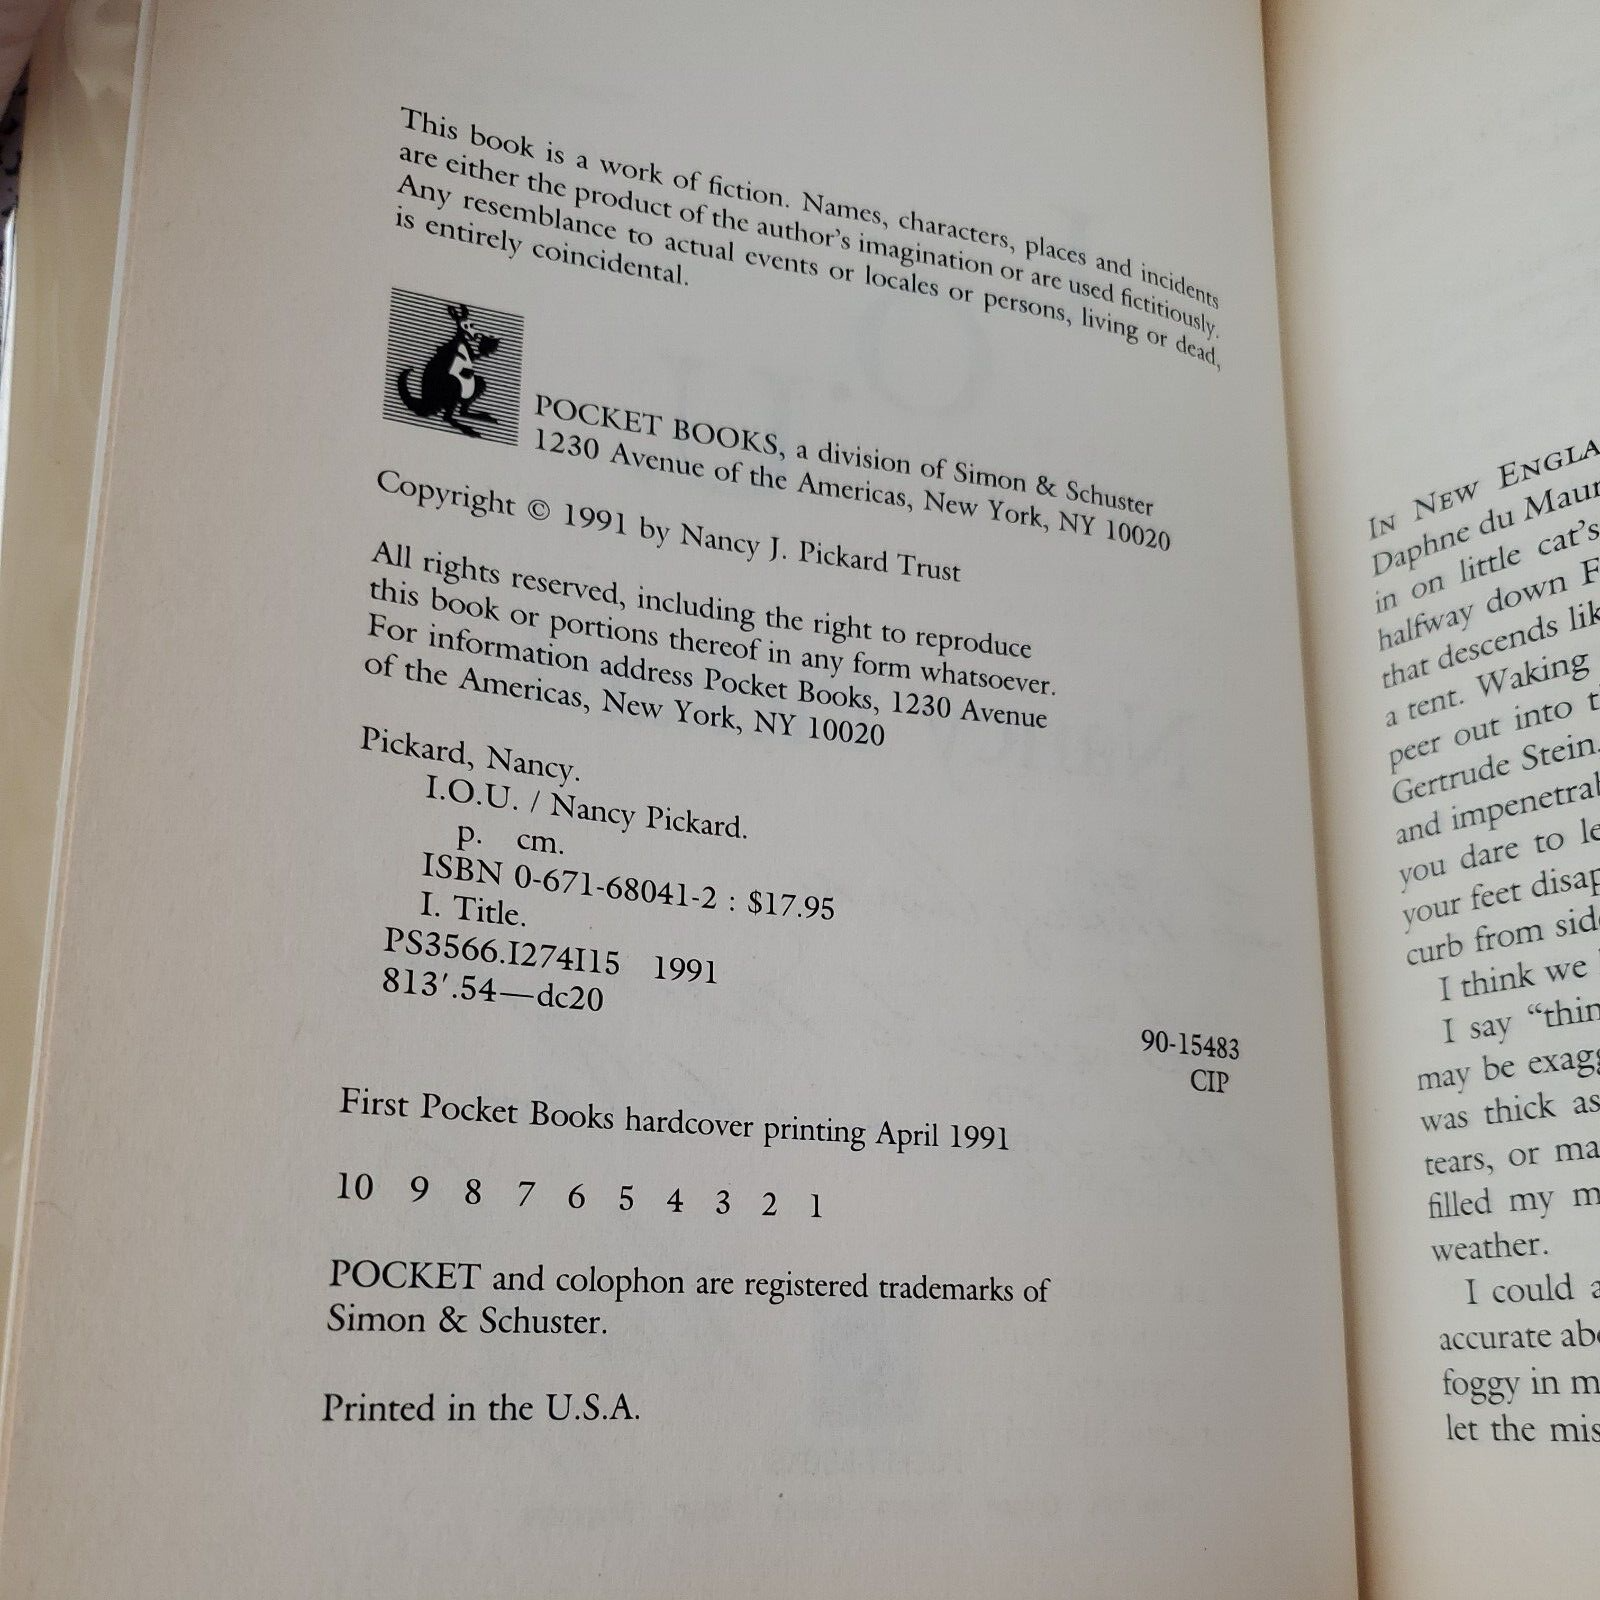 This book is a work of fiction. Names, characters, places and incidents
are either the product of the author's imagination or are used fictitiously.
Any resemblance to actual events or locales or persons, living or dead,
is entirely coincidental.
POCKET BOOKS, a division of Simon & Schuster
1230 Avenue of the Americas, New York, NY 10020
Copyright © 1991 by Nancy J. Pickard Trust
All rights reserved, including the right to reproduce
this book or portions thereof in any form whatsoever.
For information address Pocket Books, 1230 Avenue
of the Americas, New York, NY 10020
Pickard, Nancy.
I.O.U. / Nancy Pickard.
p. cm.
ISBN 0-671-68041-2 : $17.95
I. Title.
PS3566.I274I15 1991
813'.54—dc20
90-15483
CIP
First Pocket Books hardcover printing April 1991
10 9 8 7 6 5 4 3 2 1
POCKET and colophon are registered trademarks of
Simon & Schuster.
Printed in the U.S.A.
IN NEW ENGLA
Daphne du Maur
in on little cat's
halfway down F
that descends lik
a tent. Waking
peer out into t
Gertrude Stein.
and impenetrab
you dare to le
your feet disap
curb from side
I think we
I say "thin
may be exagg
was thick as
tears, or ma
filled my m
weather.
I could a
accurate abo
foggy in m
let the mis